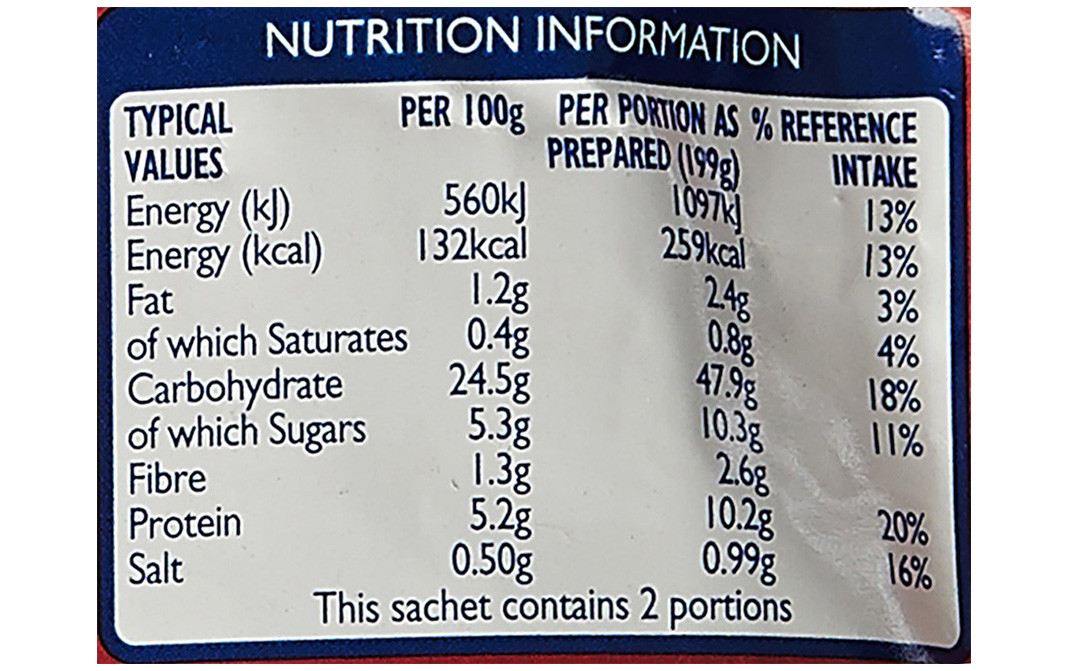 NUTRITION INFORMATION
TYPICAL PER 100g PER PORTION AS % REFERENCE
VALUES PREPARED (199g) INTAKE
Energy (kJ) 560kJ 1097kJ 13%
Energy (kcal) 132kcal 259kcal 13%
Fat 1.2g 2.4g 3%
of which Saturates 0.4g 0.8g 4%
Carbohydrate 24.5g 47.9g 18%
of which Sugars 5.3g 10.3g 11%
Fibre 1.3g 2.6g
Protein 5.2g 10.2g 20%
Salt 0.50g 0.99g 16%
This sachet contains 2 portions